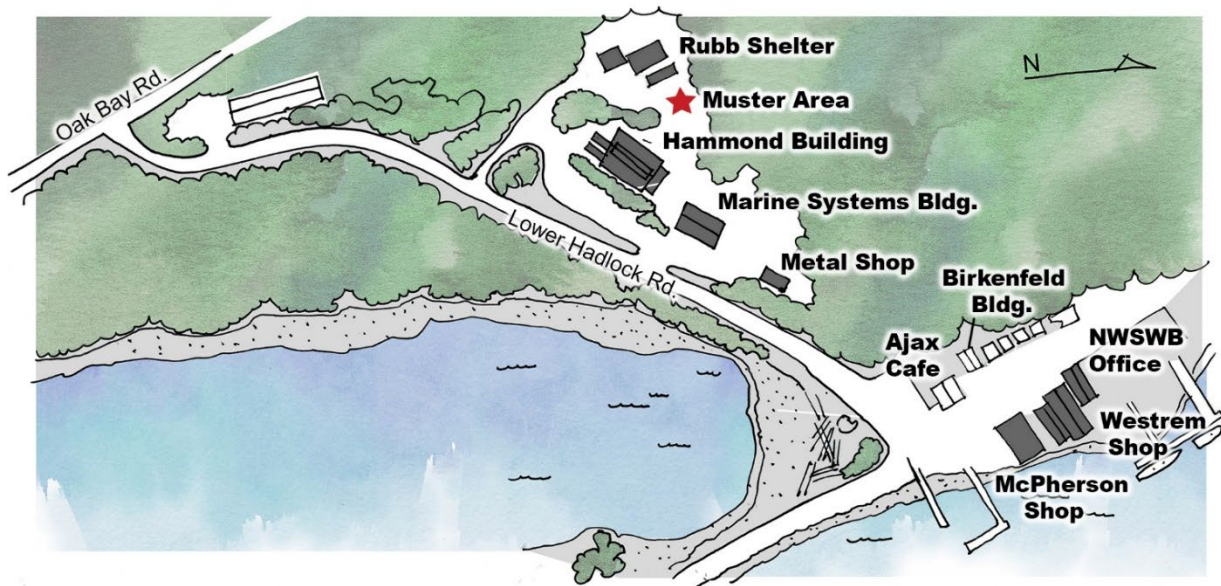 Rubb Shelter
N
Oak Bay Rd.
Muster Area
Hammond Building
Marine Systems Bldg.
Lower Hadlock Rd.
Metal Shop
Birkenfeld
Bldg.
Ajax
Cafe
NWSWB
Office
Westrem
Shop
McPherson
Shop